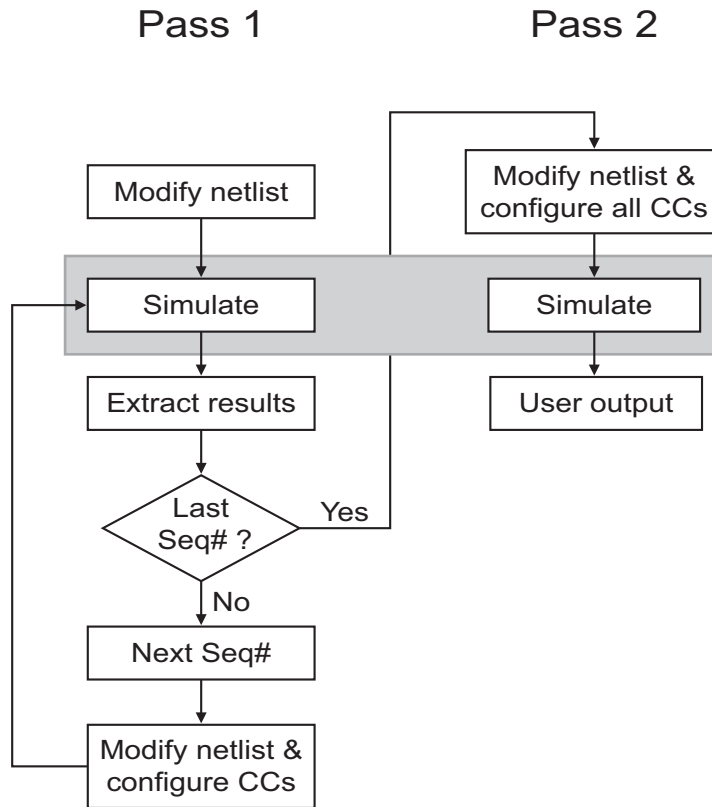 Pass 1
Pass 2
Modify netlist
Simulate
Extract results
Last
Seq# ?
Yes
No
Next Seq#
Modify netlist &
configure CCs
Modify netlist &
configure all CCs
Simulate
User output